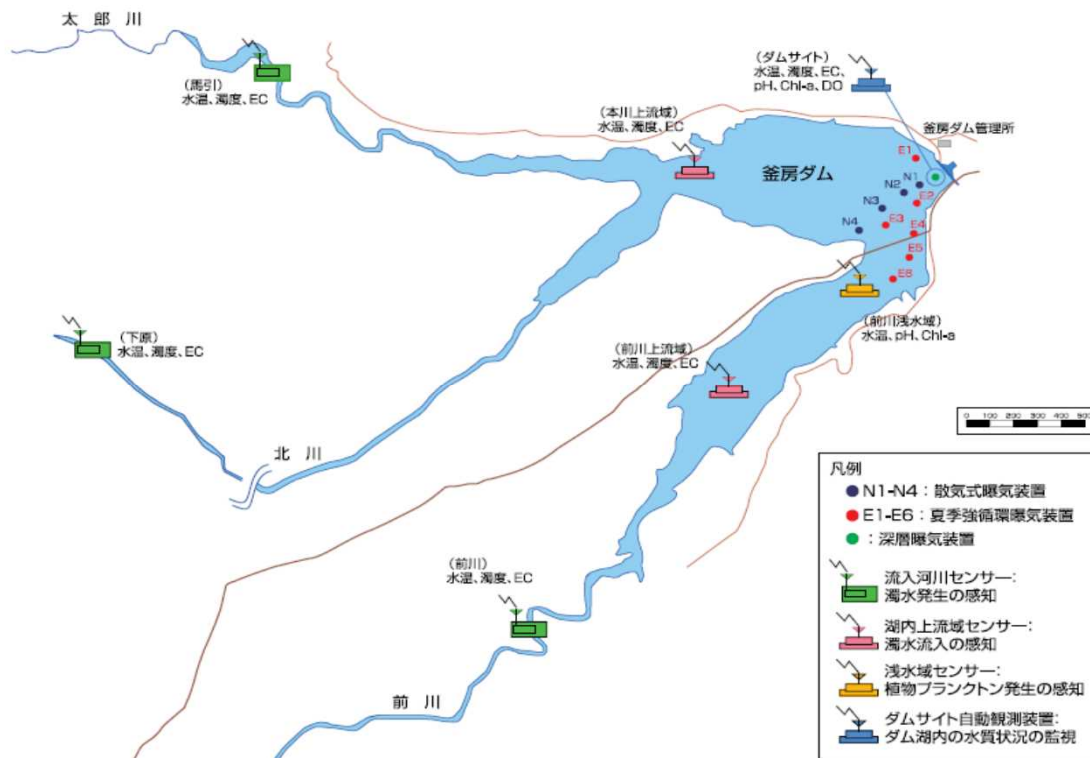 太 郎 川
(馬引)
水温、濁度、EC
(本川上流域)
水温、濁度、EC
(ダムサイト)
水温、濁度、EC、
pH、Chl-a、DO
釜房ダム管理所
釜房ダム
E1
N1
N2
E2
N3
E3
E4
N4
E5
E6
(前川浅水域)
水温、pH、Chl-a
(下原)
水温、濁度、EC
(前川上流域)
水温、濁度、EC
北 川
(前川)
水温、濁度、EC
前 川
0 100 200 300 400 500
凡例
N1-N4：散気式曝気装置
E1-E6：夏季強循環曝気装置
：深層曝気装置
流入河川センサー：
濁水発生の感知
湖内上流域センサー：
濁水流入の感知
浅水域センサー：
植物プランクトン発生の感知
ダムサイト自動観測装置：
ダム湖内の水質状況の監視